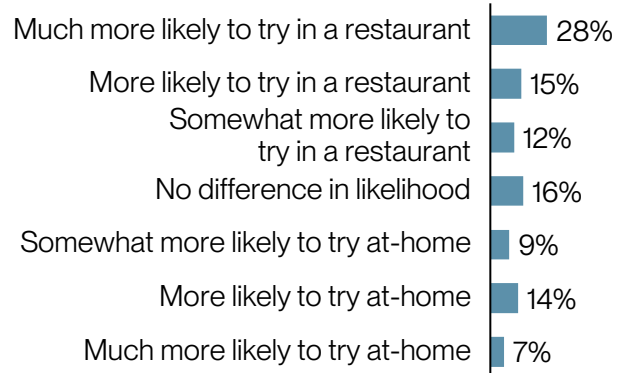 Much more likely to try in a restaurant 28%
More likely to try in a restaurant 15%
Somewhat more likely to
try in a restaurant 12%
No difference in likelihood 16%
Somewhat more likely to try at-home 9%
More likely to try at-home 14%
Much more likely to try at-home 7%